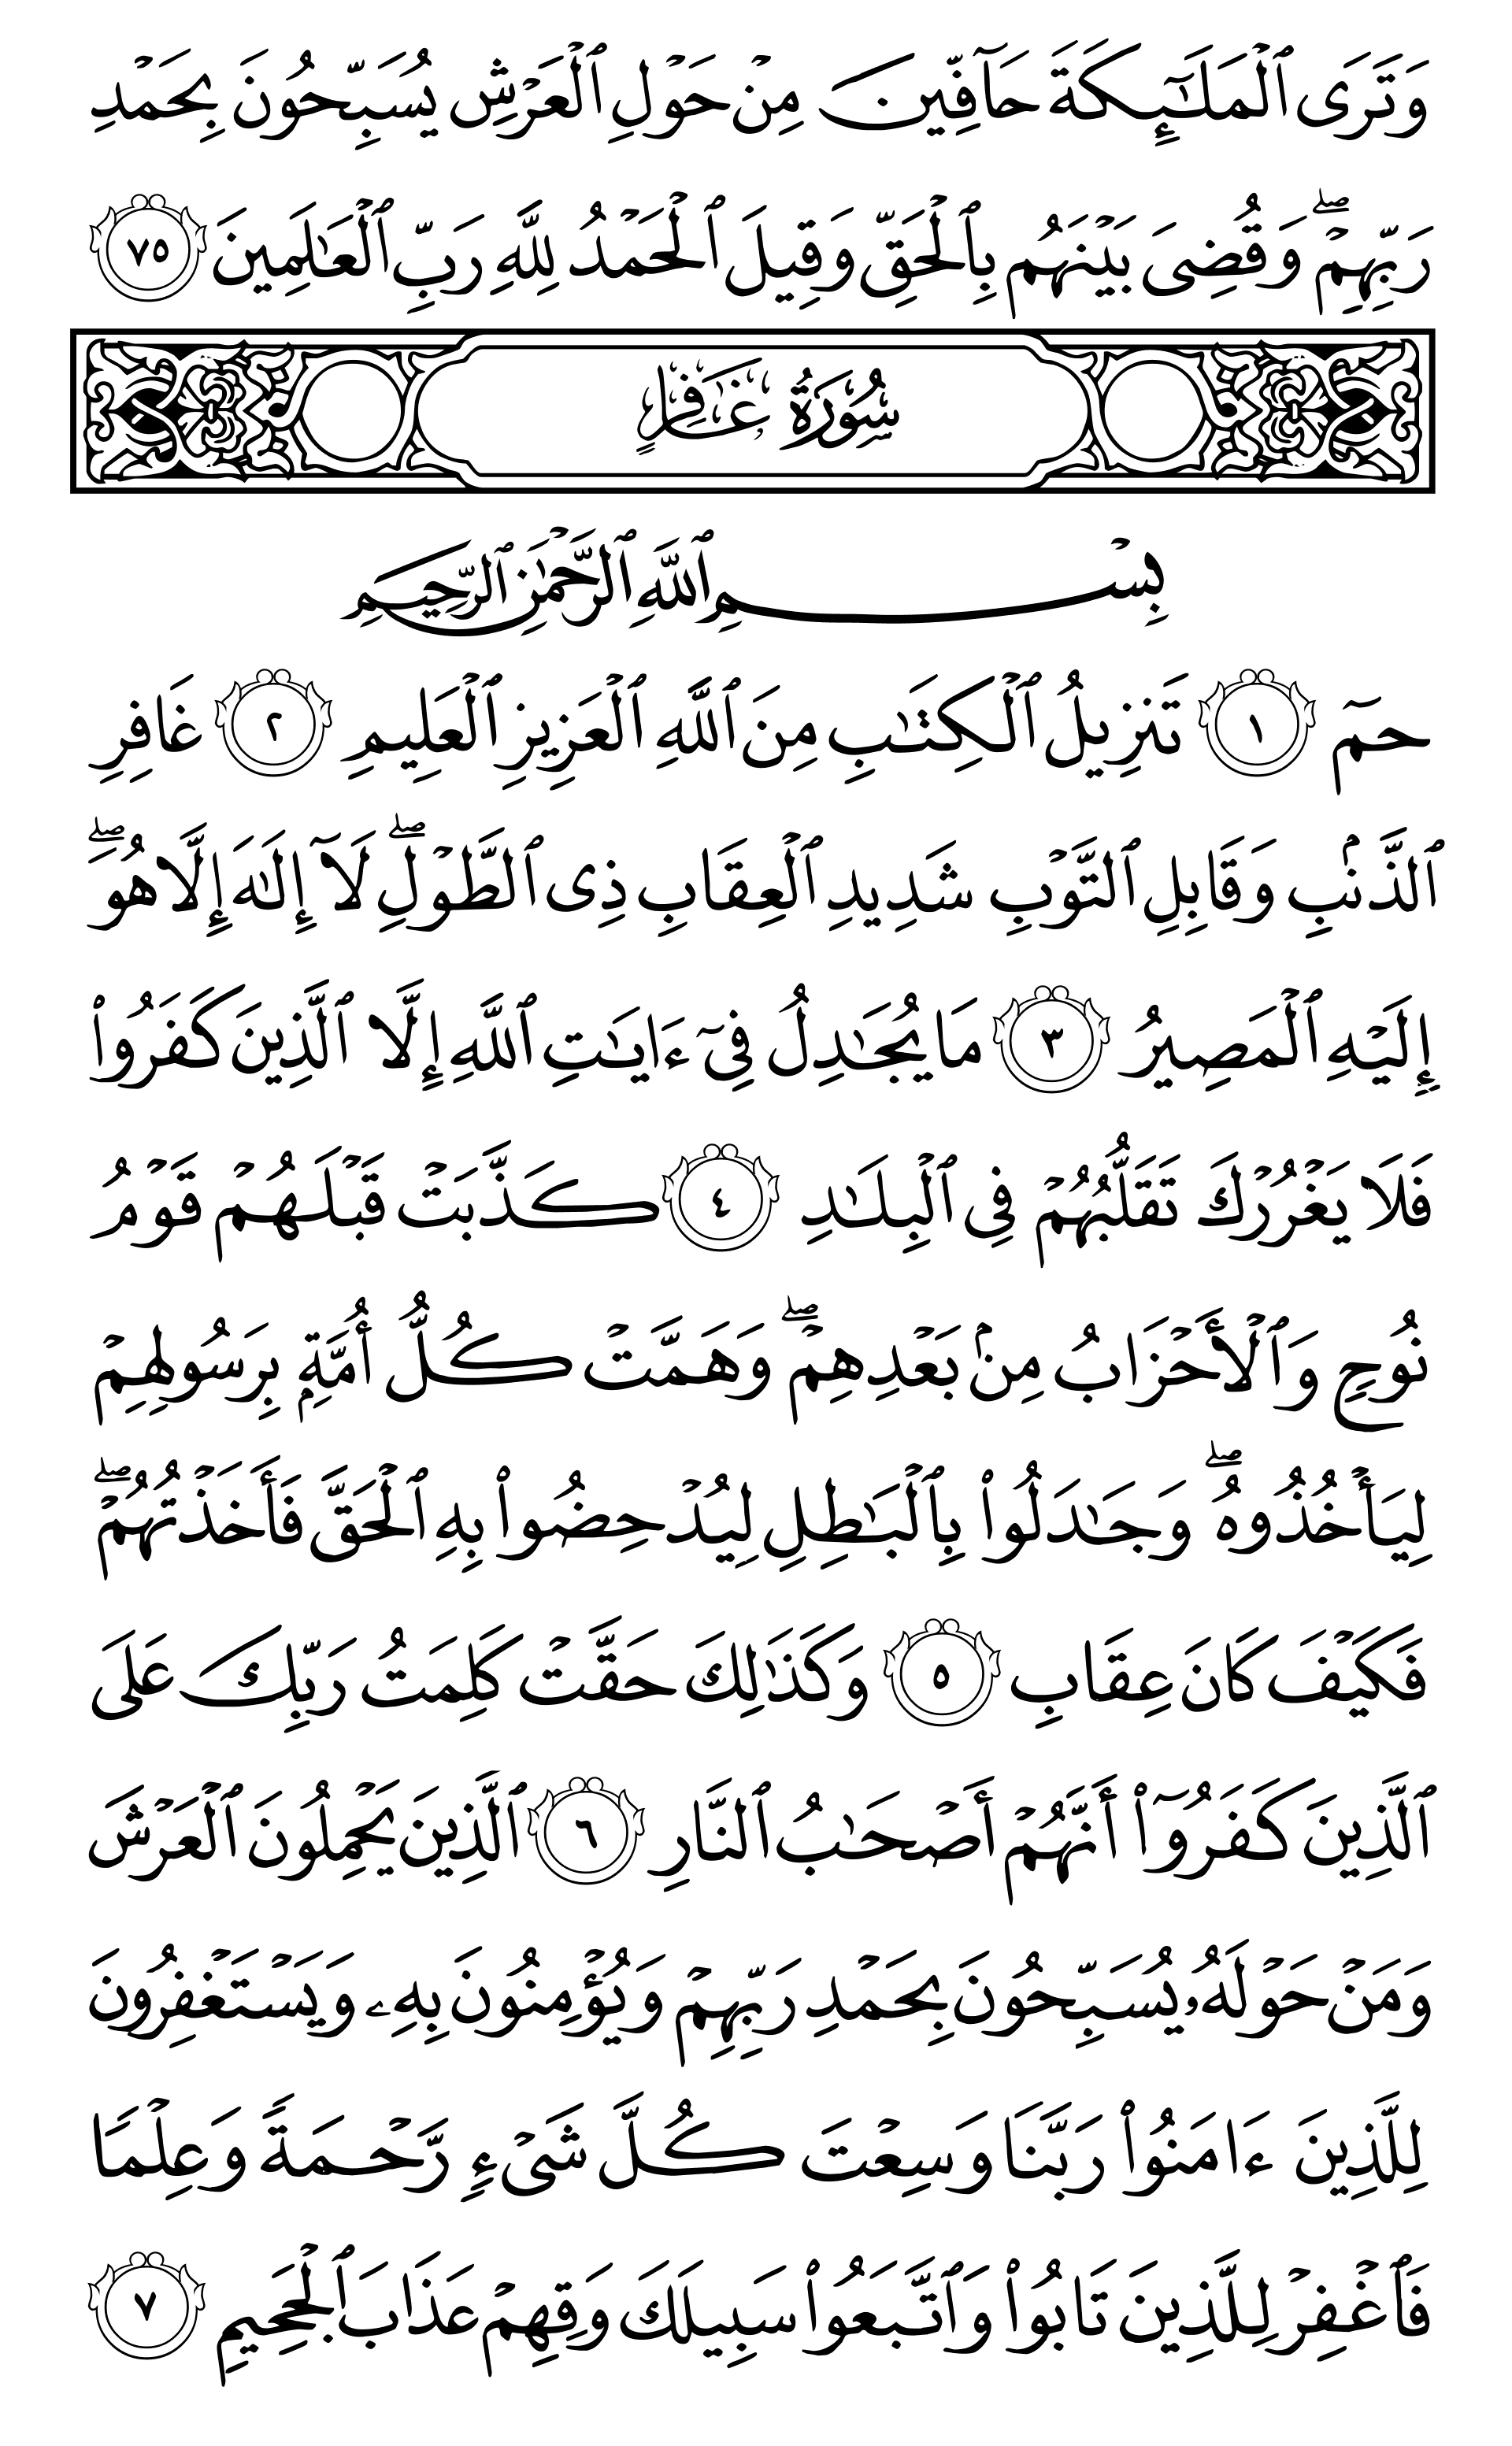 وَتَرَى ٱلْمَلَـٰٓئِكَةَ حَآفِّينَ مِنْ حَوْلِ ٱلْعَرْشِ يُسَبِّحُونَ بِحَمْدِ
رَبِّهِمْ ۖ وَقُضِىَ بَيْنَهُم بِٱلْحَقِّ وَقِيلَ ٱلْحَمْدُ لِلَّهِ رَبِّ ٱلْعَـٰلَمِينَ ٧٥
سُورَةُ غَافِرٍ
بِسْمِ ٱللَّهِ ٱلرَّحْمَـٰنِ ٱلرَّحِيمِ
حمٓ ١ تَنزِيلُ ٱلْكِتَـٰبِ مِنَ ٱللَّهِ ٱلْعَزِيزِ ٱلْعَلِيمِ ٢ غَافِرِ
ٱلذَّنۢبِ وَقَابِلِ ٱلتَّوْبِ شَدِيدِ ٱلْعِقَابِ ذِى ٱلطَّوْلِ ۖ لَآ إِلَـٰهَ إِلَّا هُوَ ۖ
إِلَيْهِ ٱلْمَصِيرُ ٣ مَا يُجَـٰدِلُ فِىٓ ءَايَـٰتِ ٱللَّهِ إِلَّا ٱلَّذِينَ كَفَرُوا۟
فَلَا يَغْرُرْكَ تَقَلُّبُهُمْ فِى ٱلْبِلَـٰدِ ٤ كَذَّبَتْ قَبْلَهُمْ قَوْمُ
نُوحٍ وَٱلْأَحْزَابُ مِنۢ بَعْدِهِمْ ۖ وَهَمَّتْ كُلُّ أُمَّةٍۭ بِرَسُولِهِمْ
لِيَأْخُذُوهُ ۖ وَجَـٰدَلُوا۟ بِٱلْبَـٰطِلِ لِيُدْحِضُوا۟ بِهِ ٱلْحَقَّ فَأَخَذْتُهُمْ ۖ
فَكَيْفَ كَانَ عِقَابِ ٥ وَكَذَٰلِكَ حَقَّتْ كَلِمَتُ رَبِّكَ عَلَى
ٱلَّذِينَ كَفَرُوٓا۟ أَنَّهُمْ أَصْحَـٰبُ ٱلنَّارِ ٦ ٱلَّذِينَ يَحْمِلُونَ ٱلْعَرْشَ
وَمَنْ حَوْلَهُۥ يُسَبِّحُونَ بِحَمْدِ رَبِّهِمْ وَيُؤْمِنُونَ بِهِۦ وَيَسْتَغْفِرُونَ
لِلَّذِينَ ءَامَنُوا۟ رَبَّنَا وَسِعْتَ كُلَّ شَىْءٍ رَّحْمَةً وَعِلْمًا
فَٱغْفِرْ لِلَّذِينَ تَابُوا۟ وَٱتَّبَعُوا۟ سَبِيلَكَ وَقِهِمْ عَذَابَ ٱلْجَحِيمِ ٧